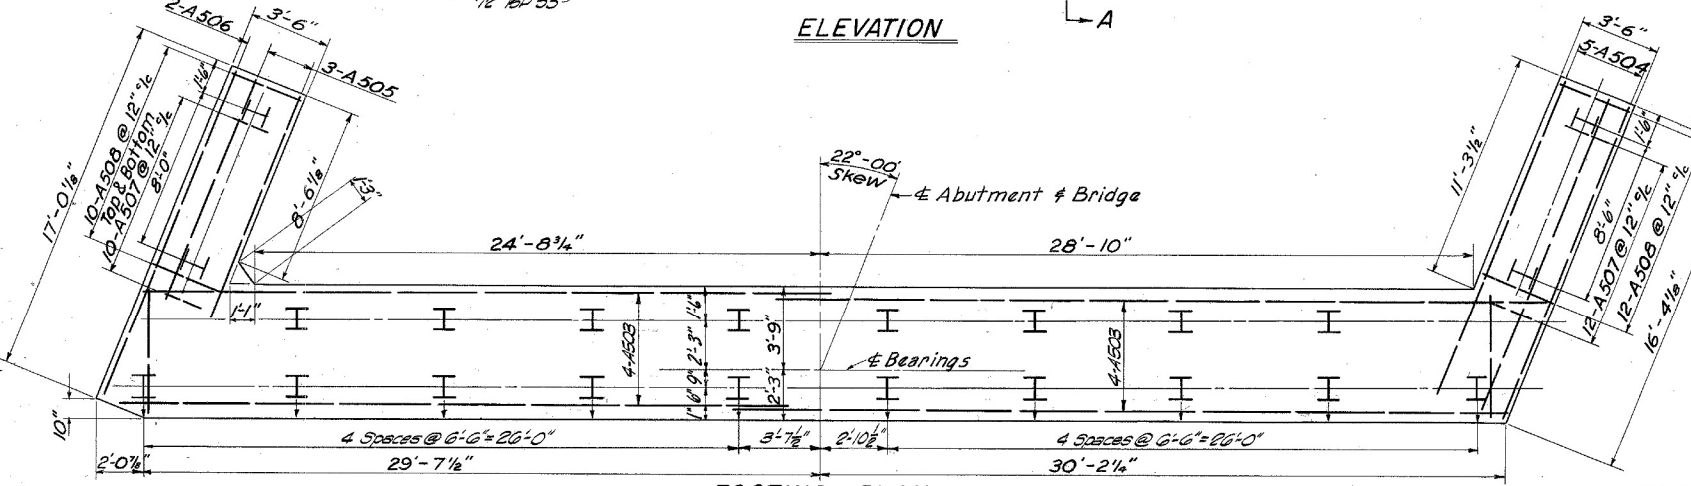 2-A506
3'-6"
ELEVATION
A
3'-6"
5-A504
3-A505
1'-6"
17'-0⅛"
10-A508 @ 12" c/c
Top & Bottom
10-A507 @ 12" c/c
8'-0"
8'-6⅛"
22°-00'
Skew
℄ Abutment & Bridge
11'-3½"
1'-6"
8'-6"
12-A507 @ 12" c/c
12-A508 @ 12" c/c
16'-4⅛"
24'-8¾"
28'-10"
1'-1"
4-A503
1'-6"
2'-3"
3'-9"
4-A503
℄ Bearings
9"
6"
2'-3"
10"
4 Spaces @ 6'-6"=26'-0"
3'-7½"
2'-10½"
4 Spaces @ 6'-6"=26'-0"
2'-0⅞"
29'-7½"
30'-2¼"